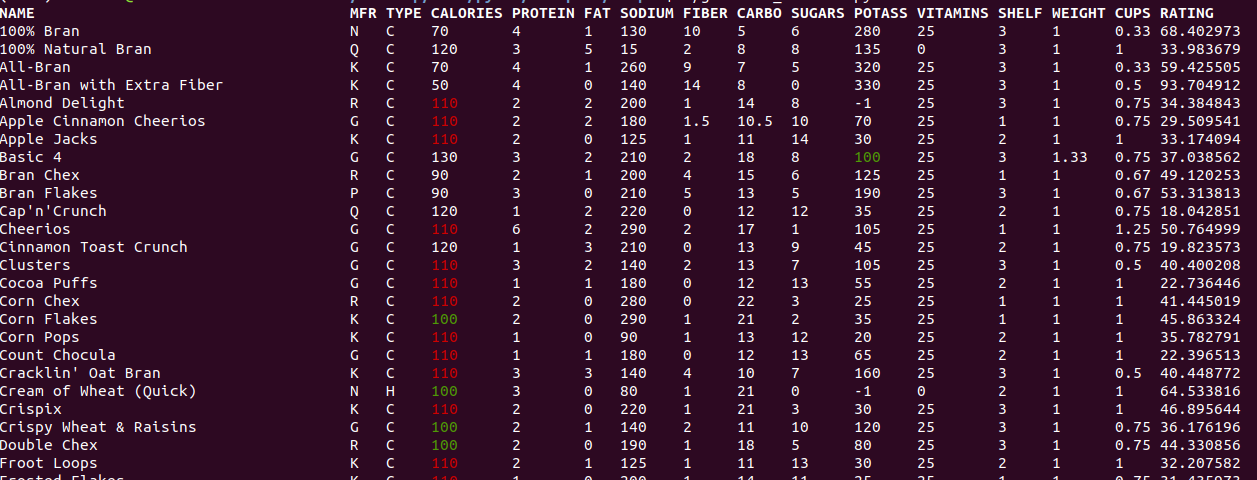 NAME MFR TYPE CALORIES PROTEIN FAT SODIUM FIBER CARBO SUGARS POTASS VITAMINS SHELF WEIGHT CUPS RATING
100% Bran N C 70 4 1 130 10 5 6 280 25 3 1 0.33 68.402973
100% Natural Bran Q C 120 3 5 15 2 8 8 135 0 3 1 1 33.983679
All-Bran K C 70 4 1 260 9 7 5 320 25 3 1 0.33 59.425505
All-Bran with Extra Fiber K C 50 4 0 140 14 8 0 330 25 3 1 0.5 93.704912
Almond Delight R C 110 2 2 200 1 14 8 -1 25 3 1 0.75 34.384843
Apple Cinnamon Cheerios G C 110 2 2 180 1.5 10.5 10 70 25 1 1 0.75 29.509541
Apple Jacks K C 110 2 0 125 1 11 14 30 25 2 1 1 33.174094
Basic 4 G C 130 3 2 210 2 18 8 100 25 3 1.33 0.75 37.038562
Bran Chex R C 90 2 1 200 4 15 6 125 25 1 1 0.67 49.120253
Bran Flakes P C 90 3 0 210 5 13 5 190 25 3 1 0.67 53.313813
Cap'n'Crunch Q C 120 1 2 220 0 12 12 35 25 2 1 0.75 18.042851
Cheerios G C 110 6 2 290 2 17 1 105 25 1 1 1.25 50.764999
Cinnamon Toast Crunch G C 120 1 3 210 0 13 9 45 25 2 1 0.75 19.823573
Clusters G C 110 3 2 140 2 13 7 105 25 3 1 0.5 40.400208
Cocoa Puffs G C 110 1 1 180 0 12 13 55 25 2 1 1 22.736446
Corn Chex R C 110 2 0 280 0 22 3 25 25 1 1 1 41.445019
Corn Flakes K C 100 2 0 290 1 21 2 35 25 1 1 1 45.863324
Corn Pops K C 110 1 0 90 1 13 12 20 25 2 1 1 35.782791
Count Chocula G C 110 1 1 180 0 12 13 65 25 2 1 1 22.396513
Cracklin' Oat Bran K C 110 3 3 140 4 10 7 160 25 3 1 0.5 40.448772
Cream of Wheat (Quick) N H 100 3 0 80 1 21 0 -1 0 2 1 1 64.533816
Crispix K C 110 2 0 220 1 21 3 30 25 3 1 1 46.895644
Crispy Wheat & Raisins G C 100 2 1 140 2 11 10 120 25 3 1 0.75 36.176196
Double Chex R C 100 2 0 190 1 18 5 80 25 3 1 0.75 44.330856
Froot Loops K C 110 2 1 125 1 11 13 30 25 2 1 1 32.207582
Frosted Flakes K C 110 1 0 200 1 14 11 25 25 1 1 0.75 31.435973